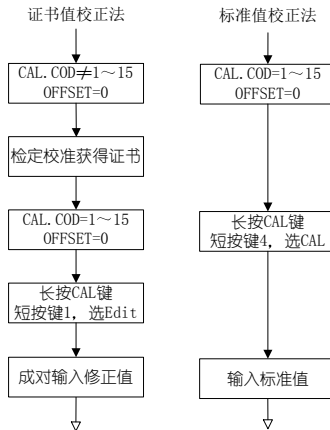 证书值校正法
CAL.COD≠1～15
OFFSET=0
检定校准获得证书
CAL.COD=1～15
OFFSET=0
长按CAL键
短按键1，选Edit
成对输入修正值
标准值校正法
CAL.COD=1～15
OFFSET=0
长按CAL键
短按键4，选CAL
输入标准值